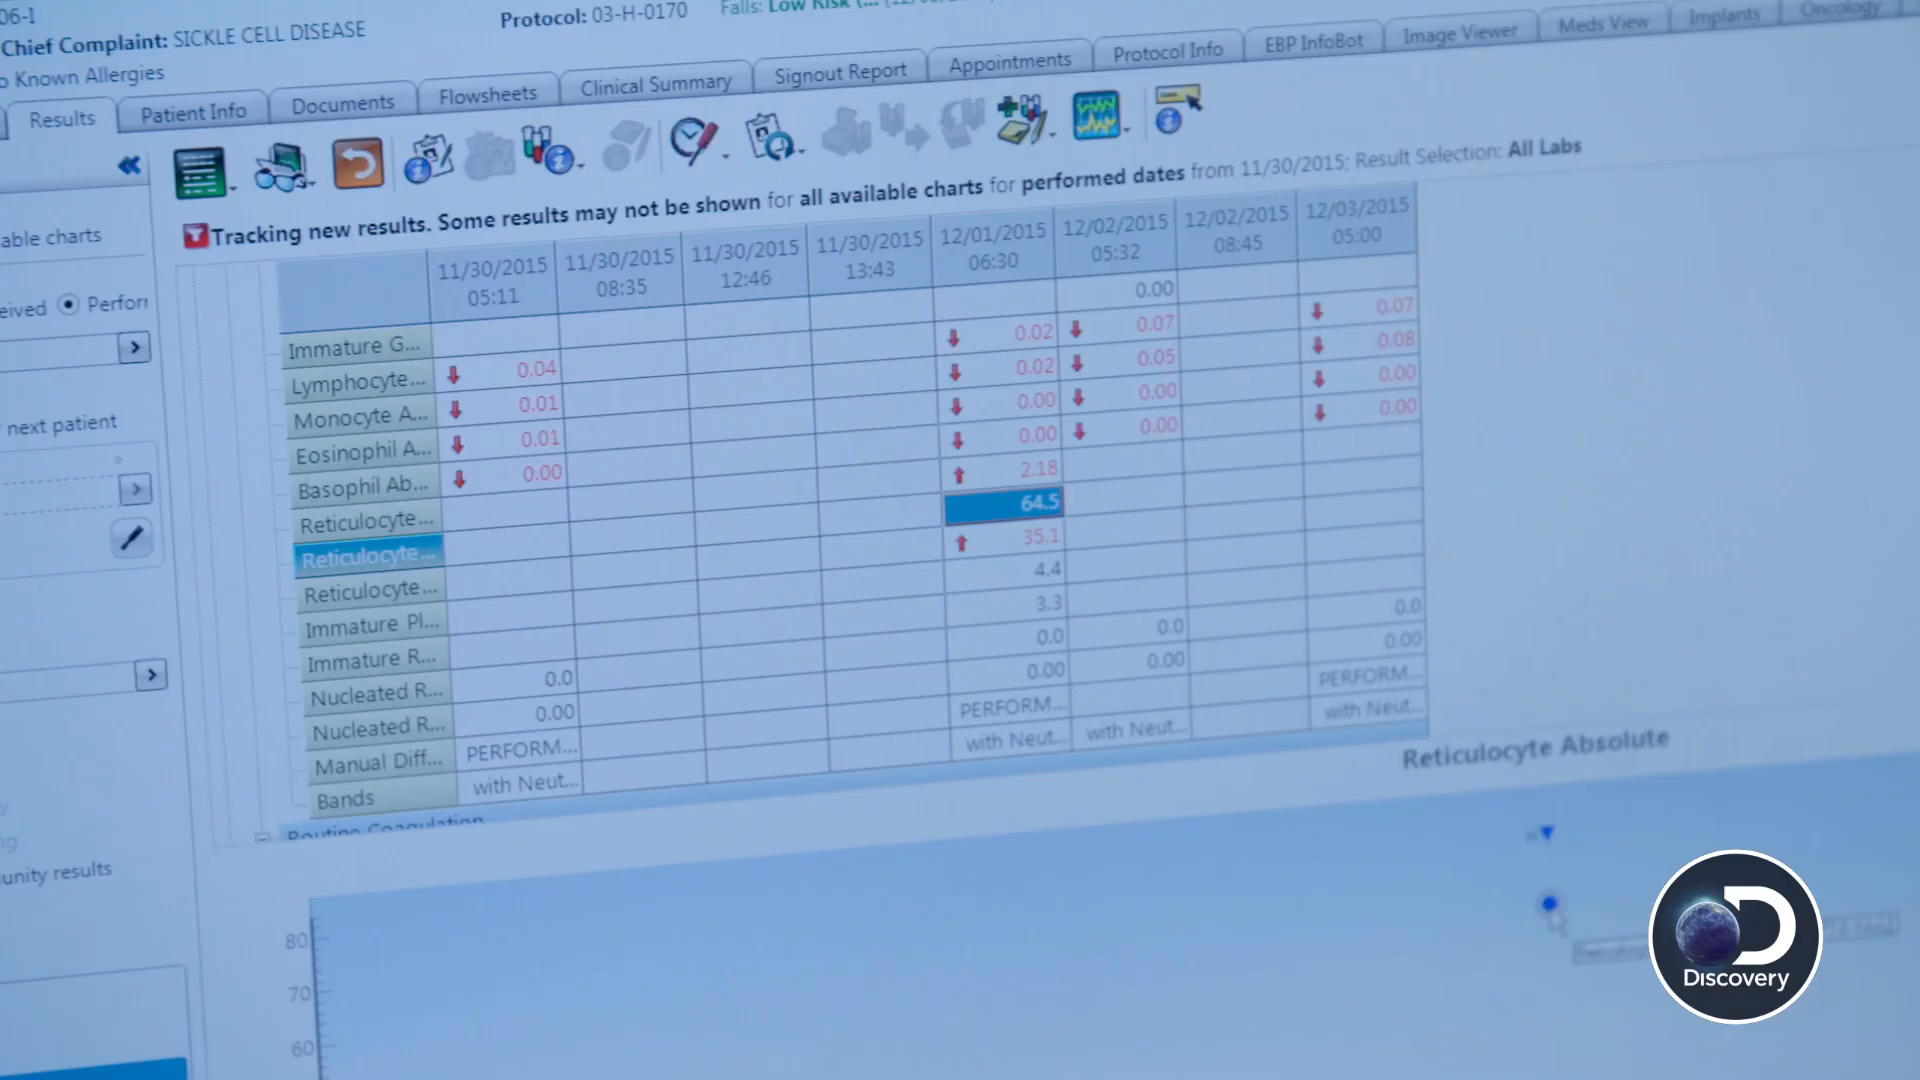 06-I
Protocol: 03-H-0170
Falls: Low Risk (...
Chief Complaint: SICKLE CELL DISEASE
o Known Allergies
Results Patient Info Documents Flowsheets Clinical Summary Signout Report Appointments Protocol Info EBP InfoBot Image Viewer Meds View Implants Oncology
Tracking new results. Some results may not be shown for all available charts for performed dates from 11/30/2015; Result Selection: All Labs
able charts
eived Perforn
next patient
unity results
11/30/2015 11/30/2015 11/30/2015 11/30/2015 12/01/2015 12/02/2015 12/02/2015 12/03/2015
05:11 08:35 12:46 13:43 06:30 05:32 08:45 05:00
Immature G... 0.00
Lymphocyte... 0.04 0.02 0.07 0.07
Monocyte A... 0.01 0.02 0.05 0.08
Eosinophil A... 0.01 0.00 0.00 0.00
Basophil Ab... 0.00 0.00 0.00 0.00
Reticulocyte... 2.18
Reticulocyte... 64.5
Reticulocyte... 35.1
Immature Pl... 4.4
Immature R... 3.3
Nucleated R... 0.0 0.0 0.0 0.0
Nucleated R... 0.00 0.00 0.00 0.00
Manual Diff... PERFORM... PERFORM... PERFORM...
Bands with Neut... with Neut... with Neut... with Neut...
Routine Coagulation
Reticulocyte Absolute
80
70
60
Discovery